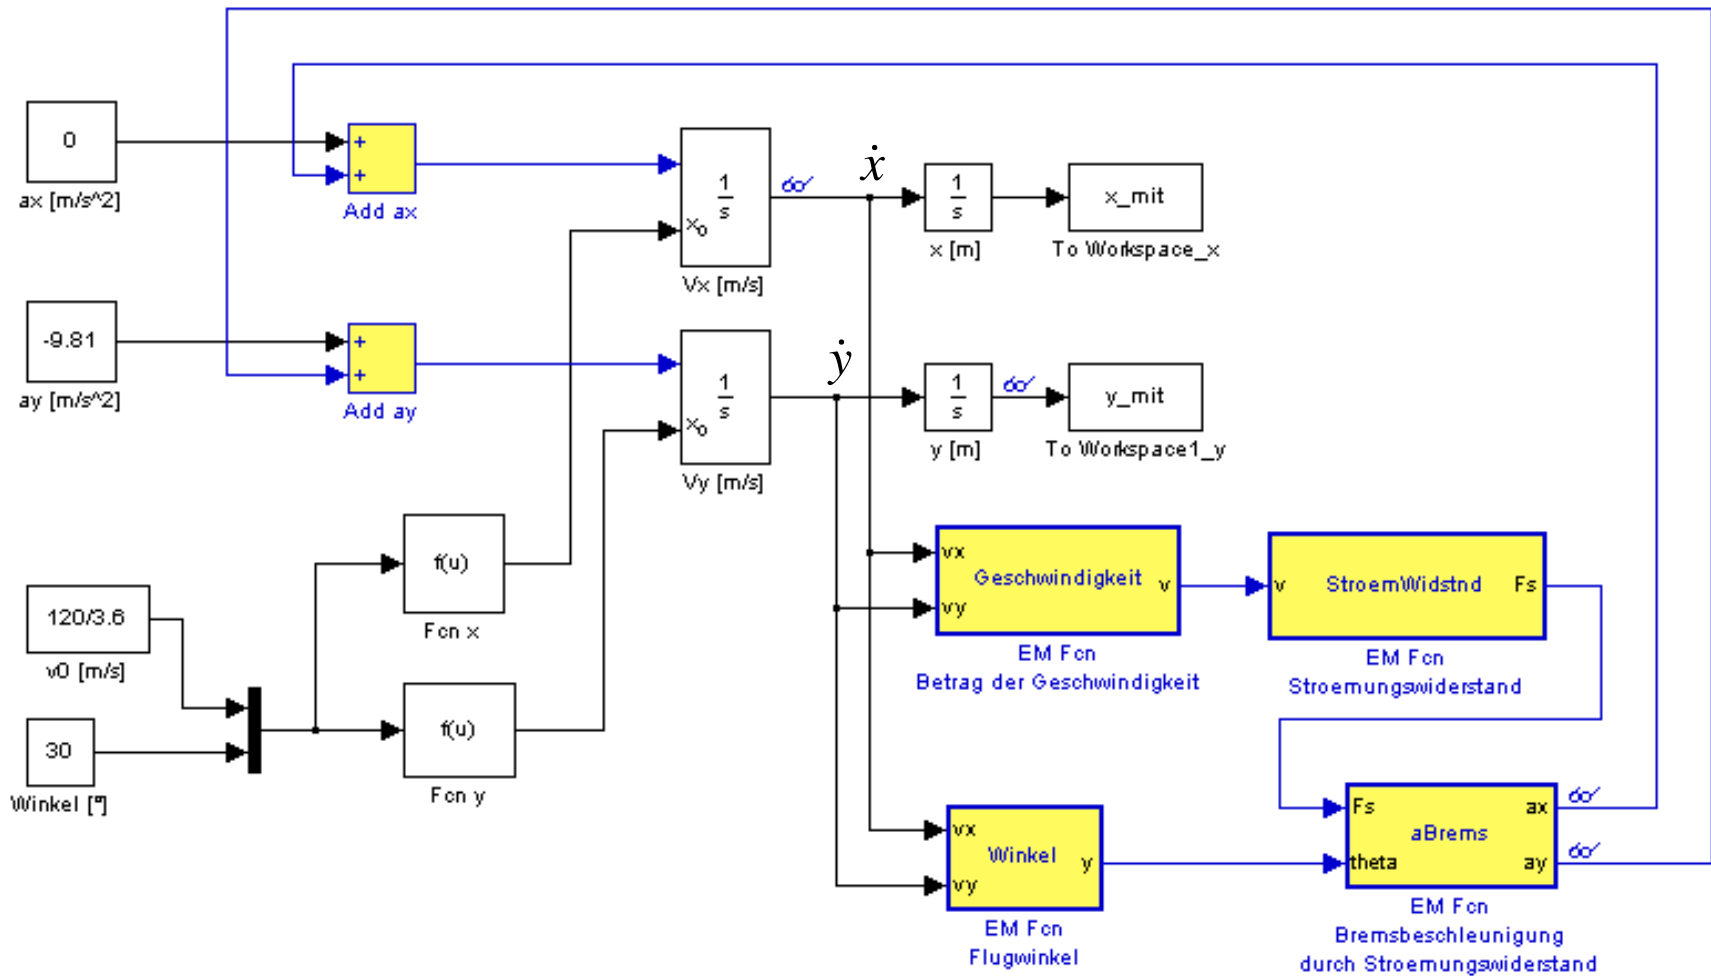 0
ax [m/s^2]
+
+
Add ax
1
s
x₀
Vx [m/s]
ẋ
1
s
x [m]
x_mit
To Workspace_x
-9.81
ay [m/s^2]
+
+
Add ay
1
s
x₀
Vy [m/s]
ẏ
1
s
y [m]
y_mit
To Workspace1_y
120/3.6
v0 [m/s]
30
Winkel [°]
f(u)
Fcn x
f(u)
Fcn y
vx
vy
Geschwindigkeit
v
EM Fcn
Betrag der Geschwindigkeit
v
StroemWidstnd
Fs
EM Fcn
Stroemungswiderstand
vx
vy
Winkel
y
EM Fcn
Flugwinkel
Fs
theta
aBrems
ax
ay
EM Fcn
Bremsbeschleunigung
durch Stroemungswiderstand